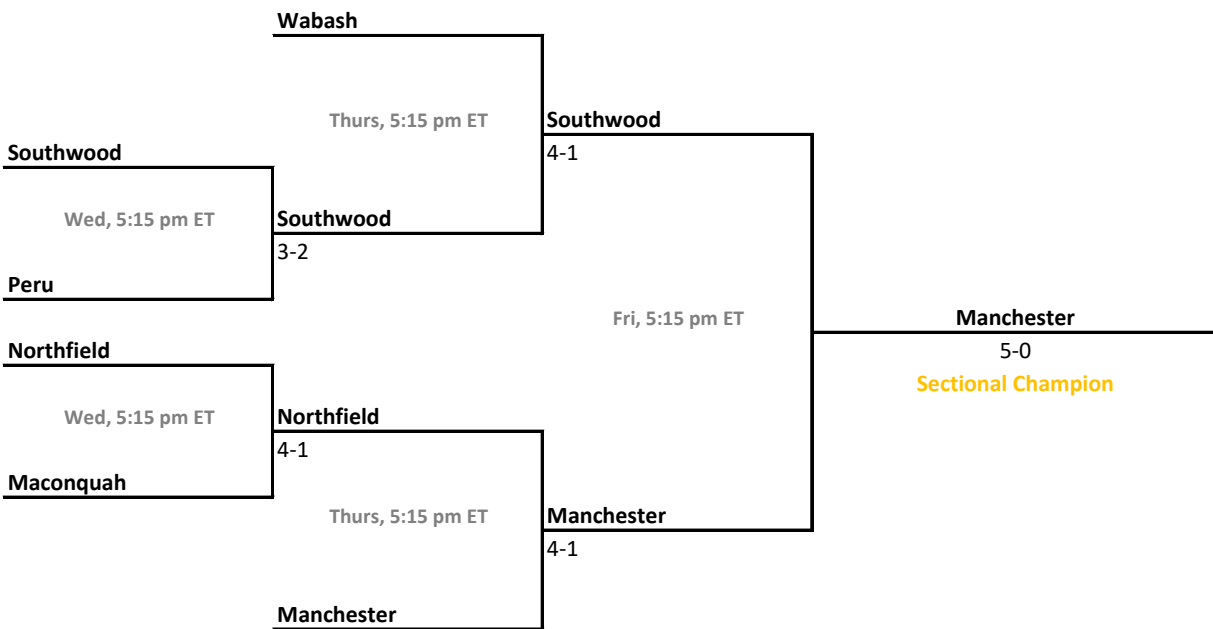 Wabash
Thurs, 5:15 pm ET
Southwood
4-1
Southwood
Wed, 5:15 pm ET
Southwood
3-2
Peru
Fri, 5:15 pm ET
Manchester
5-0
Sectional Champion
Northfield
Wed, 5:15 pm ET
Northfield
4-1
Maconquah
Thurs, 5:15 pm ET
Manchester
4-1
Manchester